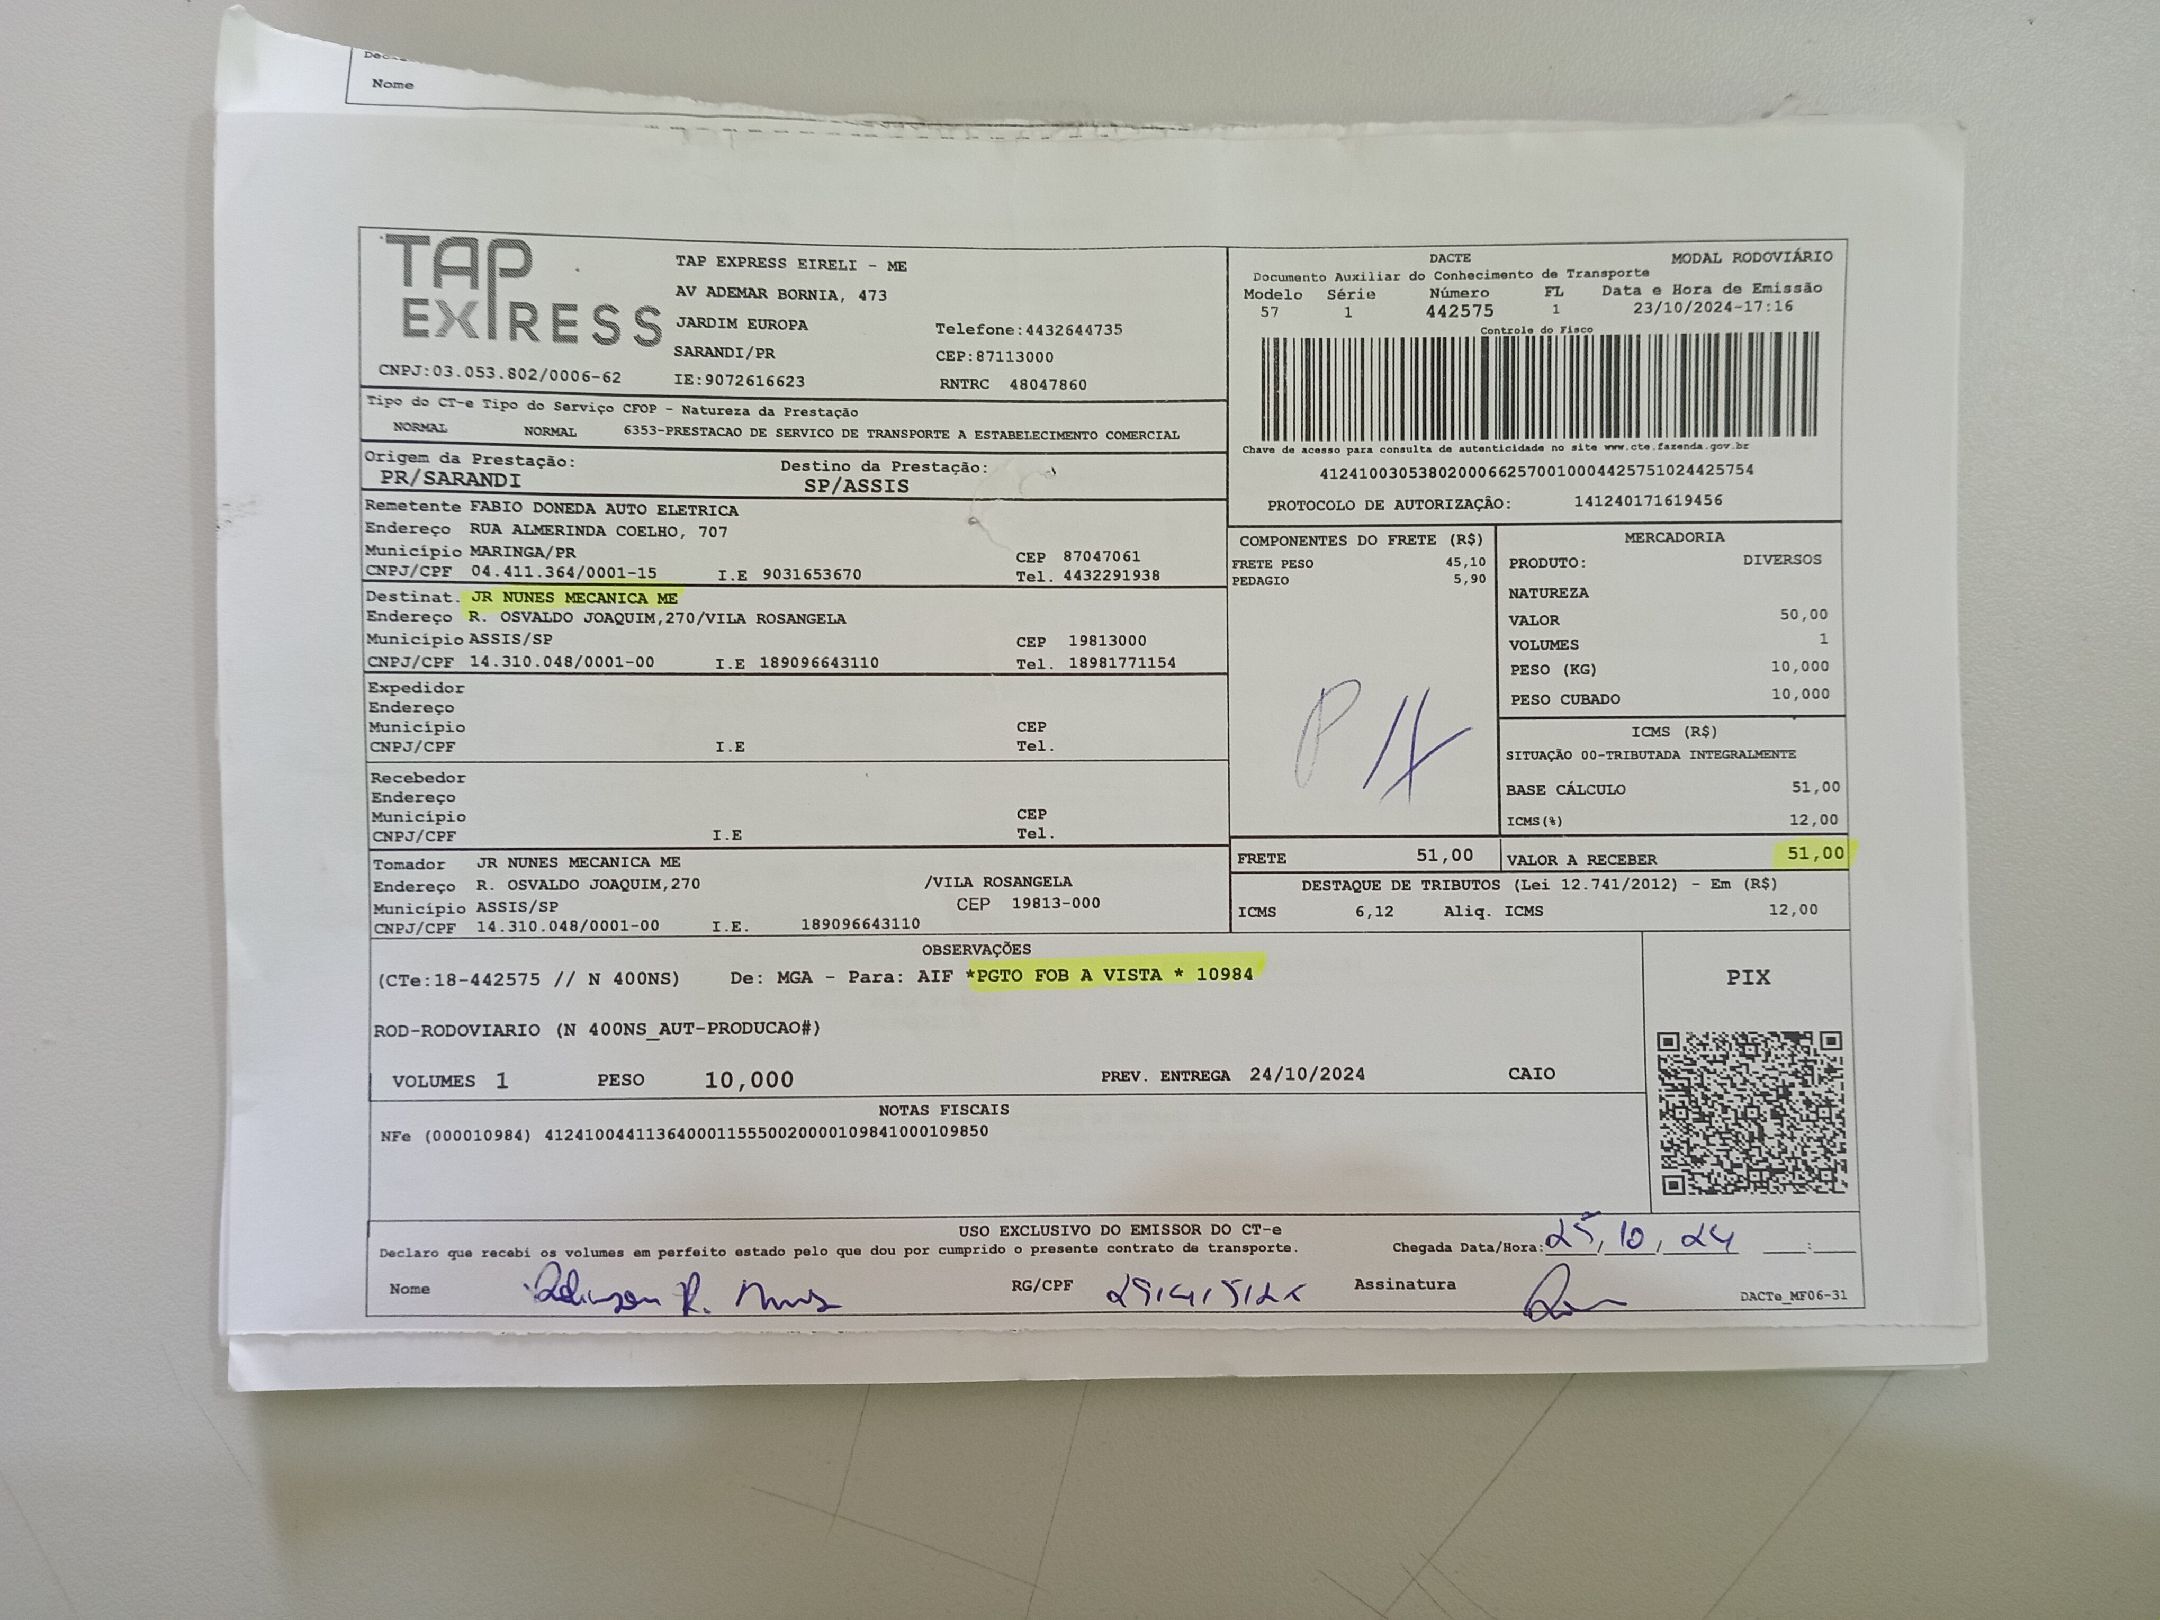 Nome
TAP
EXPRESS
CNPJ:03.053.802/0006-62
TAP EXPRESS EIRELI - ME
AV ADEMAR BORNIA, 473
JARDIM EUROPA
Telefone:4432644735
SARANDI/PR
CEP:87113000
IE:9072616623
RNTRC 48047860
DACTE
MODAL RODOVIÁRIO
Documento Auxiliar do Conhecimento de Transporte
Modelo Série Número FL Data e Hora de Emissão
57 1 442575 1 23/10/2024-17:16
Controle do Fisco
Chave de acesso para consulta de autenticidade no site www.cte.fazenda.gov.br
41241003053802000662570010004425751024425754
PROTOCOLO DE AUTORIZAÇÃO: 141240171619456
Tipo do CT-e Tipo do Serviço CFOP - Natureza da Prestação
NORMAL NORMAL 6353-PRESTACAO DE SERVICO DE TRANSPORTE A ESTABELECIMENTO COMERCIAL
Origem da Prestação: Destino da Prestação:
PR/SARANDI SP/ASSIS
Remetente FABIO DONEDA AUTO ELETRICA
Endereço RUA ALMERINDA COELHO, 707
Município MARINGA/PR CEP 87047061
CNPJ/CPF 04.411.364/0001-15 I.E 9031653670 Tel. 4432291938
Destinat. JR NUNES MECANICA ME
Endereço R. OSVALDO JOAQUIM,270/VILA ROSANGELA
Município ASSIS/SP CEP 19813000
CNPJ/CPF 14.310.048/0001-00 I.E 189096643110 Tel. 18981771154
Expedidor
Endereço
Município CEP
CNPJ/CPF I.E Tel.
Recebedor
Endereço
Município CEP
CNPJ/CPF I.E Tel.
Tomador JR NUNES MECANICA ME
Endereço R. OSVALDO JOAQUIM,270 /VILA ROSANGELA
Município ASSIS/SP CEP 19813-000
CNPJ/CPF 14.310.048/0001-00 I.E. 189096643110
COMPONENTES DO FRETE (R$)
FRETE PESO 45,10
PEDAGIO 5,90
MERCADORIA
PRODUTO: DIVERSOS
NATUREZA
VALOR 50,00
VOLUMES 1
PESO (KG) 10,000
PESO CUBADO 10,000
ICMS (R$)
SITUAÇÃO 00-TRIBUTADA INTEGRALMENTE
BASE CÁLCULO 51,00
ICMS(%) 12,00
FRETE 51,00 VALOR A RECEBER 51,00
DESTAQUE DE TRIBUTOS (Lei 12.741/2012) - Em (R$)
ICMS 6,12 Aliq. ICMS 12,00
OBSERVAÇÕES
(CTe:18-442575 // N 400NS) De: MGA - Para: AIF *PGTO FOB A VISTA * 10984
ROD-RODOVIARIO (N 400NS_AUT-PRODUCAO#)
VOLUMES 1 PESO 10,000 PREV. ENTREGA 24/10/2024 CAIO
PIX
NOTAS FISCAIS
NFe (000010984) 41241004411364000115550020000109841000109850
USO EXCLUSIVO DO EMISSOR DO CT-e
Declaro que recebi os volumes em perfeito estado pelo que dou por cumprido o presente contrato de transporte. Chegada Data/Hora: 25, 10, 24 :
Nome RG/CPF Assinatura
DACTe_MF06-31